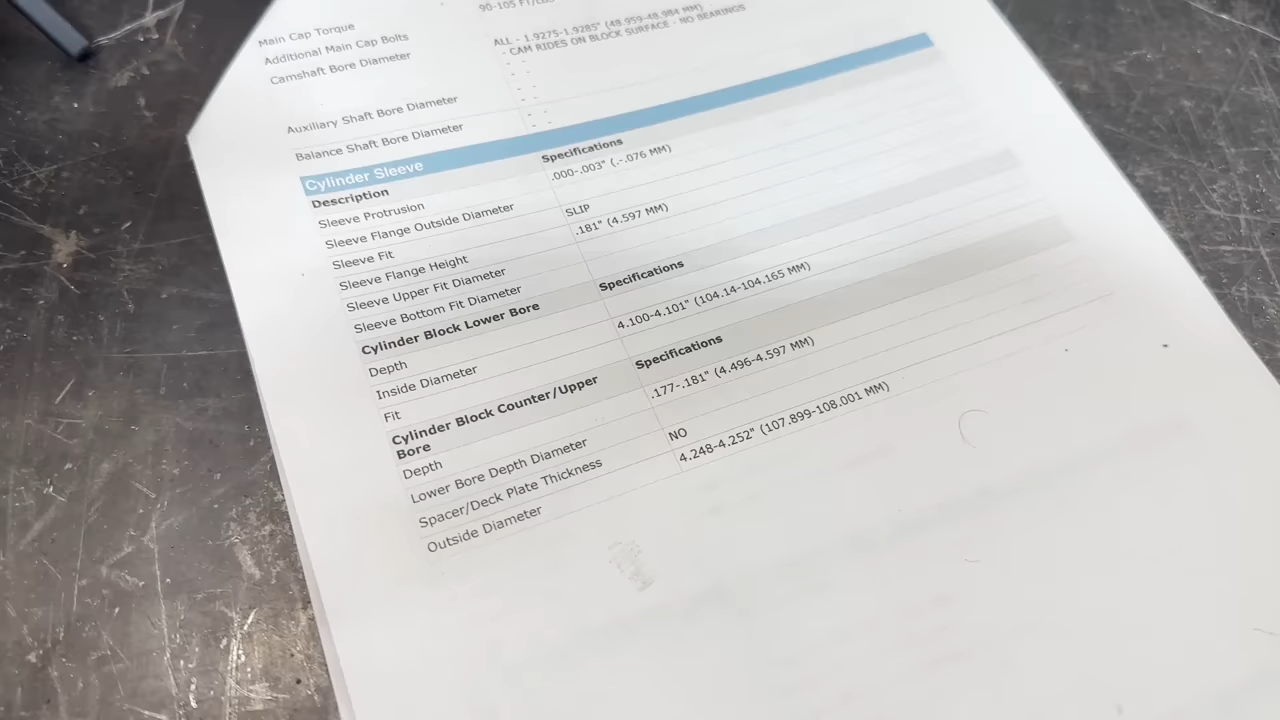 90-105 FT/LBS
Main Cap Torque
Additional Main Cap Bolts
Camshaft Bore Diameter ALL - 1.9275-1.9285" (48.959-48.984 MM)
- CAM RIDES ON BLOCK SURFACE - NO BEARINGS
- -
- -
- -
Auxiliary Shaft Bore Diameter - -
Balance Shaft Bore Diameter - -
Cylinder Sleeve
Description Specifications
Sleeve Protrusion .000-.003" (.-.076 MM)
Sleeve Flange Outside Diameter
Sleeve Fit SLIP
Sleeve Flange Height .181" (4.597 MM)
Sleeve Upper Fit Diameter
Sleeve Bottom Fit Diameter
Cylinder Block Lower Bore Specifications
Depth
Inside Diameter 4.100-4.101" (104.14-104.165 MM)
Fit
Cylinder Block Counter/Upper Specifications
Bore
Depth .177-.181" (4.496-4.597 MM)
Lower Bore Depth Diameter
Spacer/Deck Plate Thickness NO
Outside Diameter 4.248-4.252" (107.899-108.001 MM)